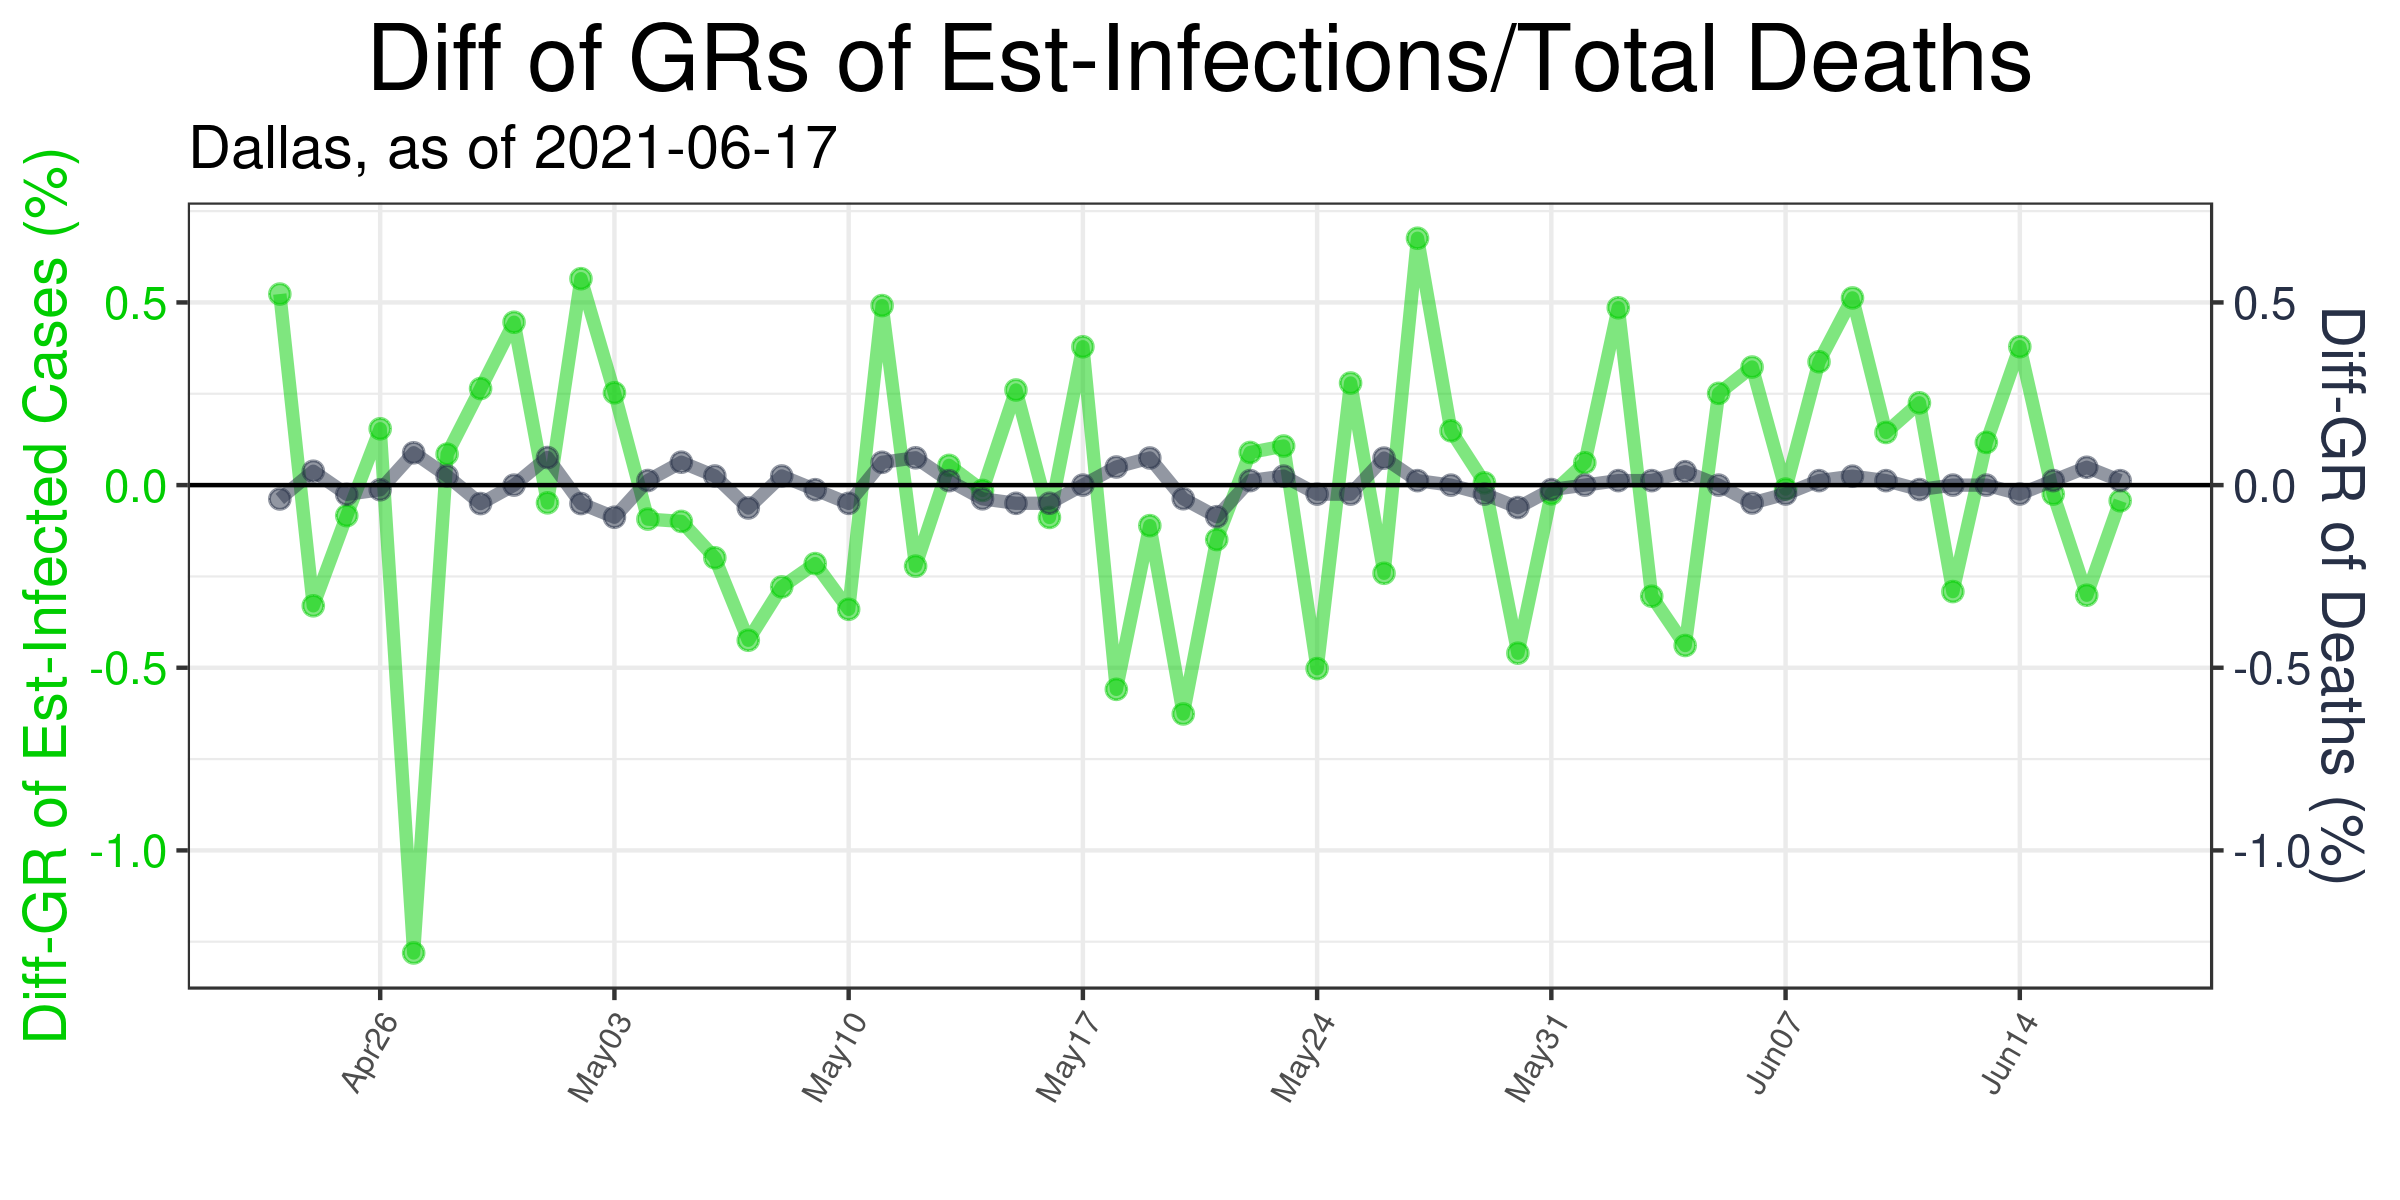 Diff of GRs of Est-Infections/Total Deaths
Dallas, as of 2021-06-17
Diff-GR of Est-Infected Cases (%)
0.5
0.0
-0.5
-1.0
0.5
0.0
-0.5
-1.0
Diff-GR of Deaths (%)
Apr26
May03
May10
May17
May24
May31
Jun07
Jun14